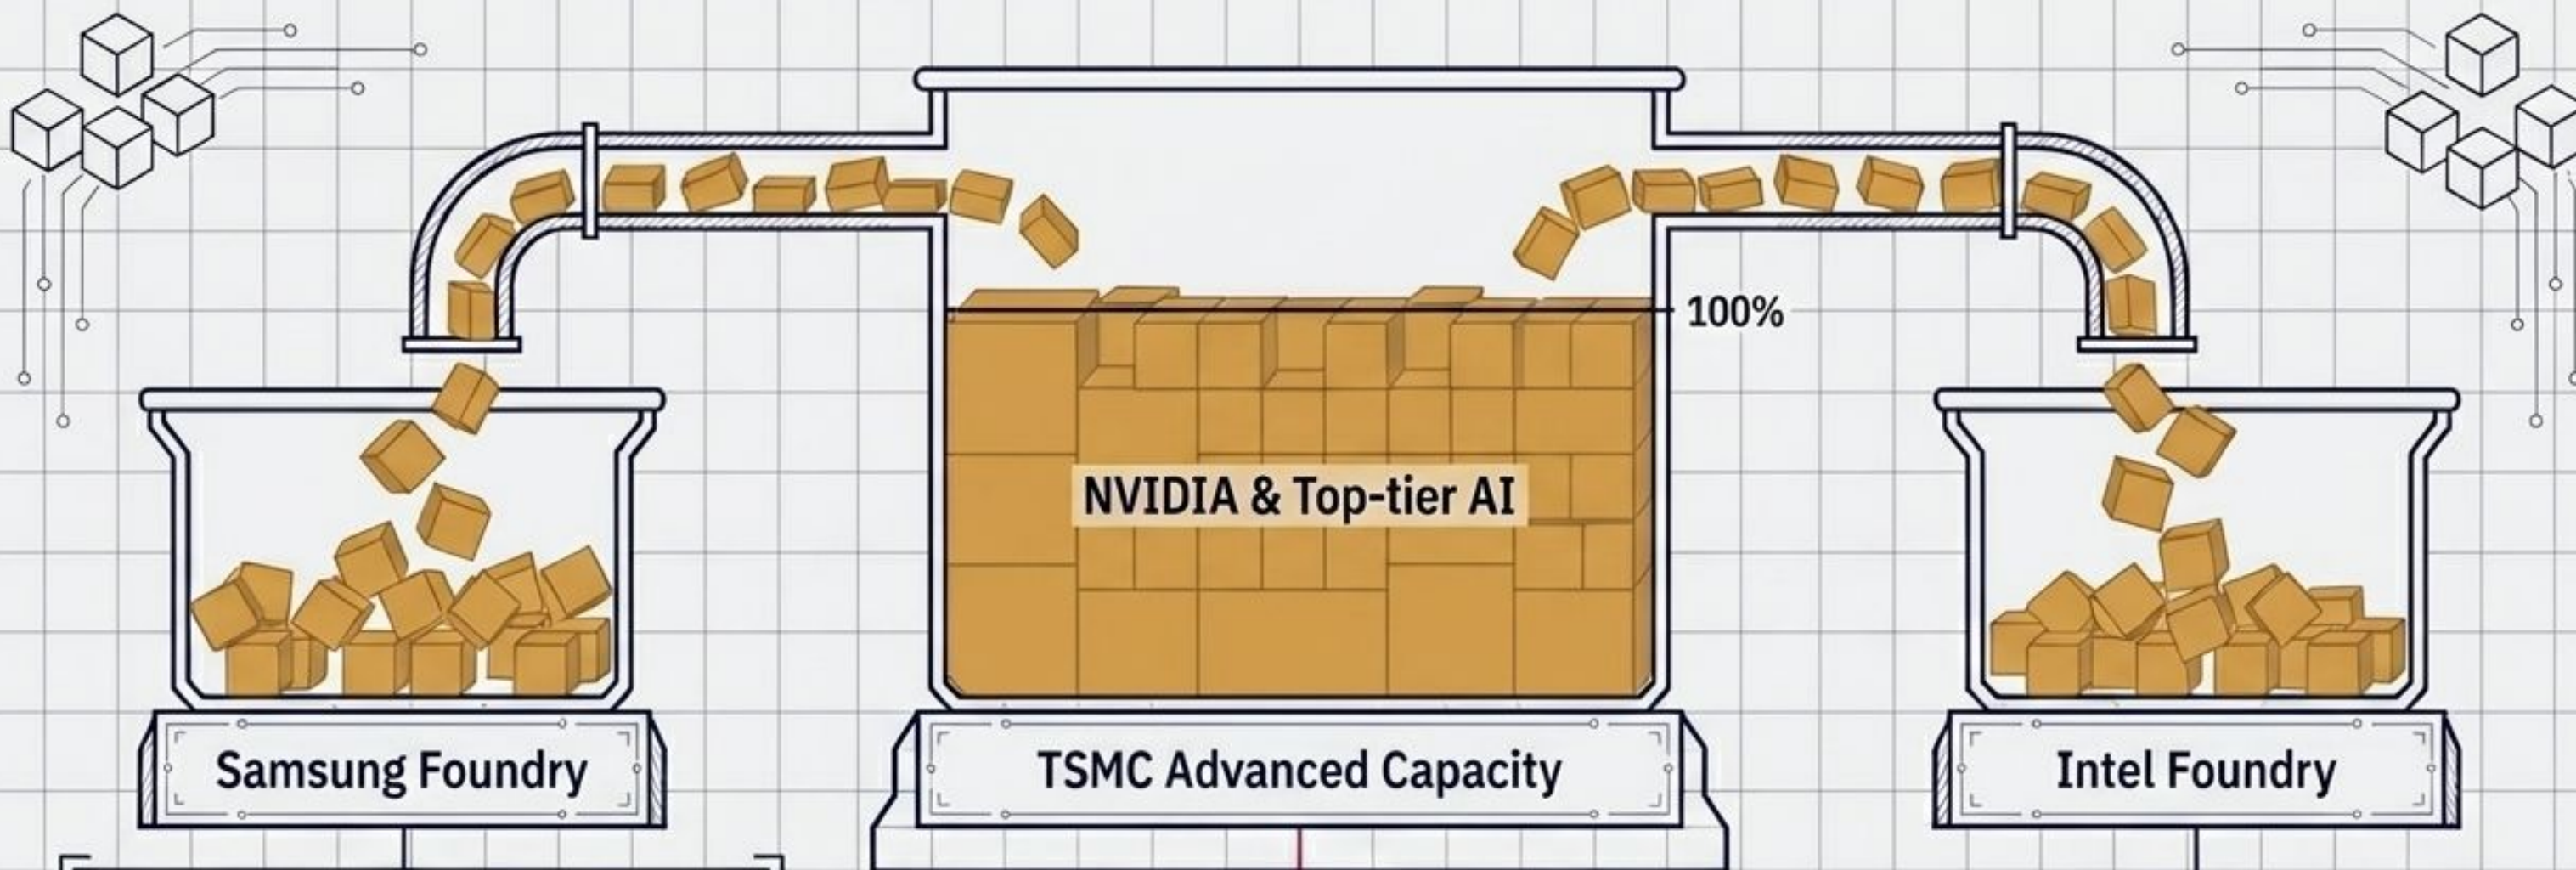 100%
NVIDIA & Top-tier AI
Samsung Foundry
TSMC Advanced Capacity
Intel Foundry